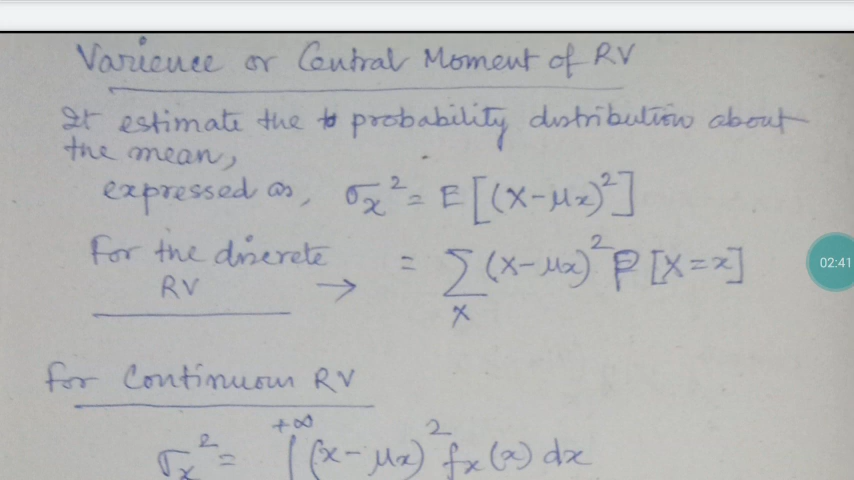 Varience or Central Moment of RV
It estimate the probability distribution about
the mean,
expressed as, σx² = E[(X-μx)²]
For the discrete = Σ (x-μx)² P[X=x]
RV → x
02:41
For Continuous RV
+∞
σx² = ∫(x-μx)² fx(x) dx